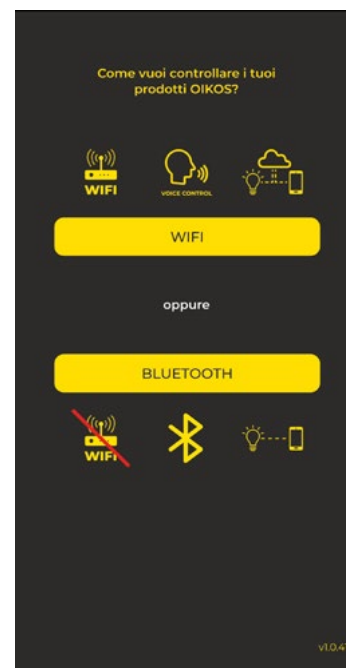 Come vuoi controllare i tuoi
prodotti OIKOS?
WIFI
VOICE CONTROL
WIFI
oppure
BLUETOOTH
WIFI